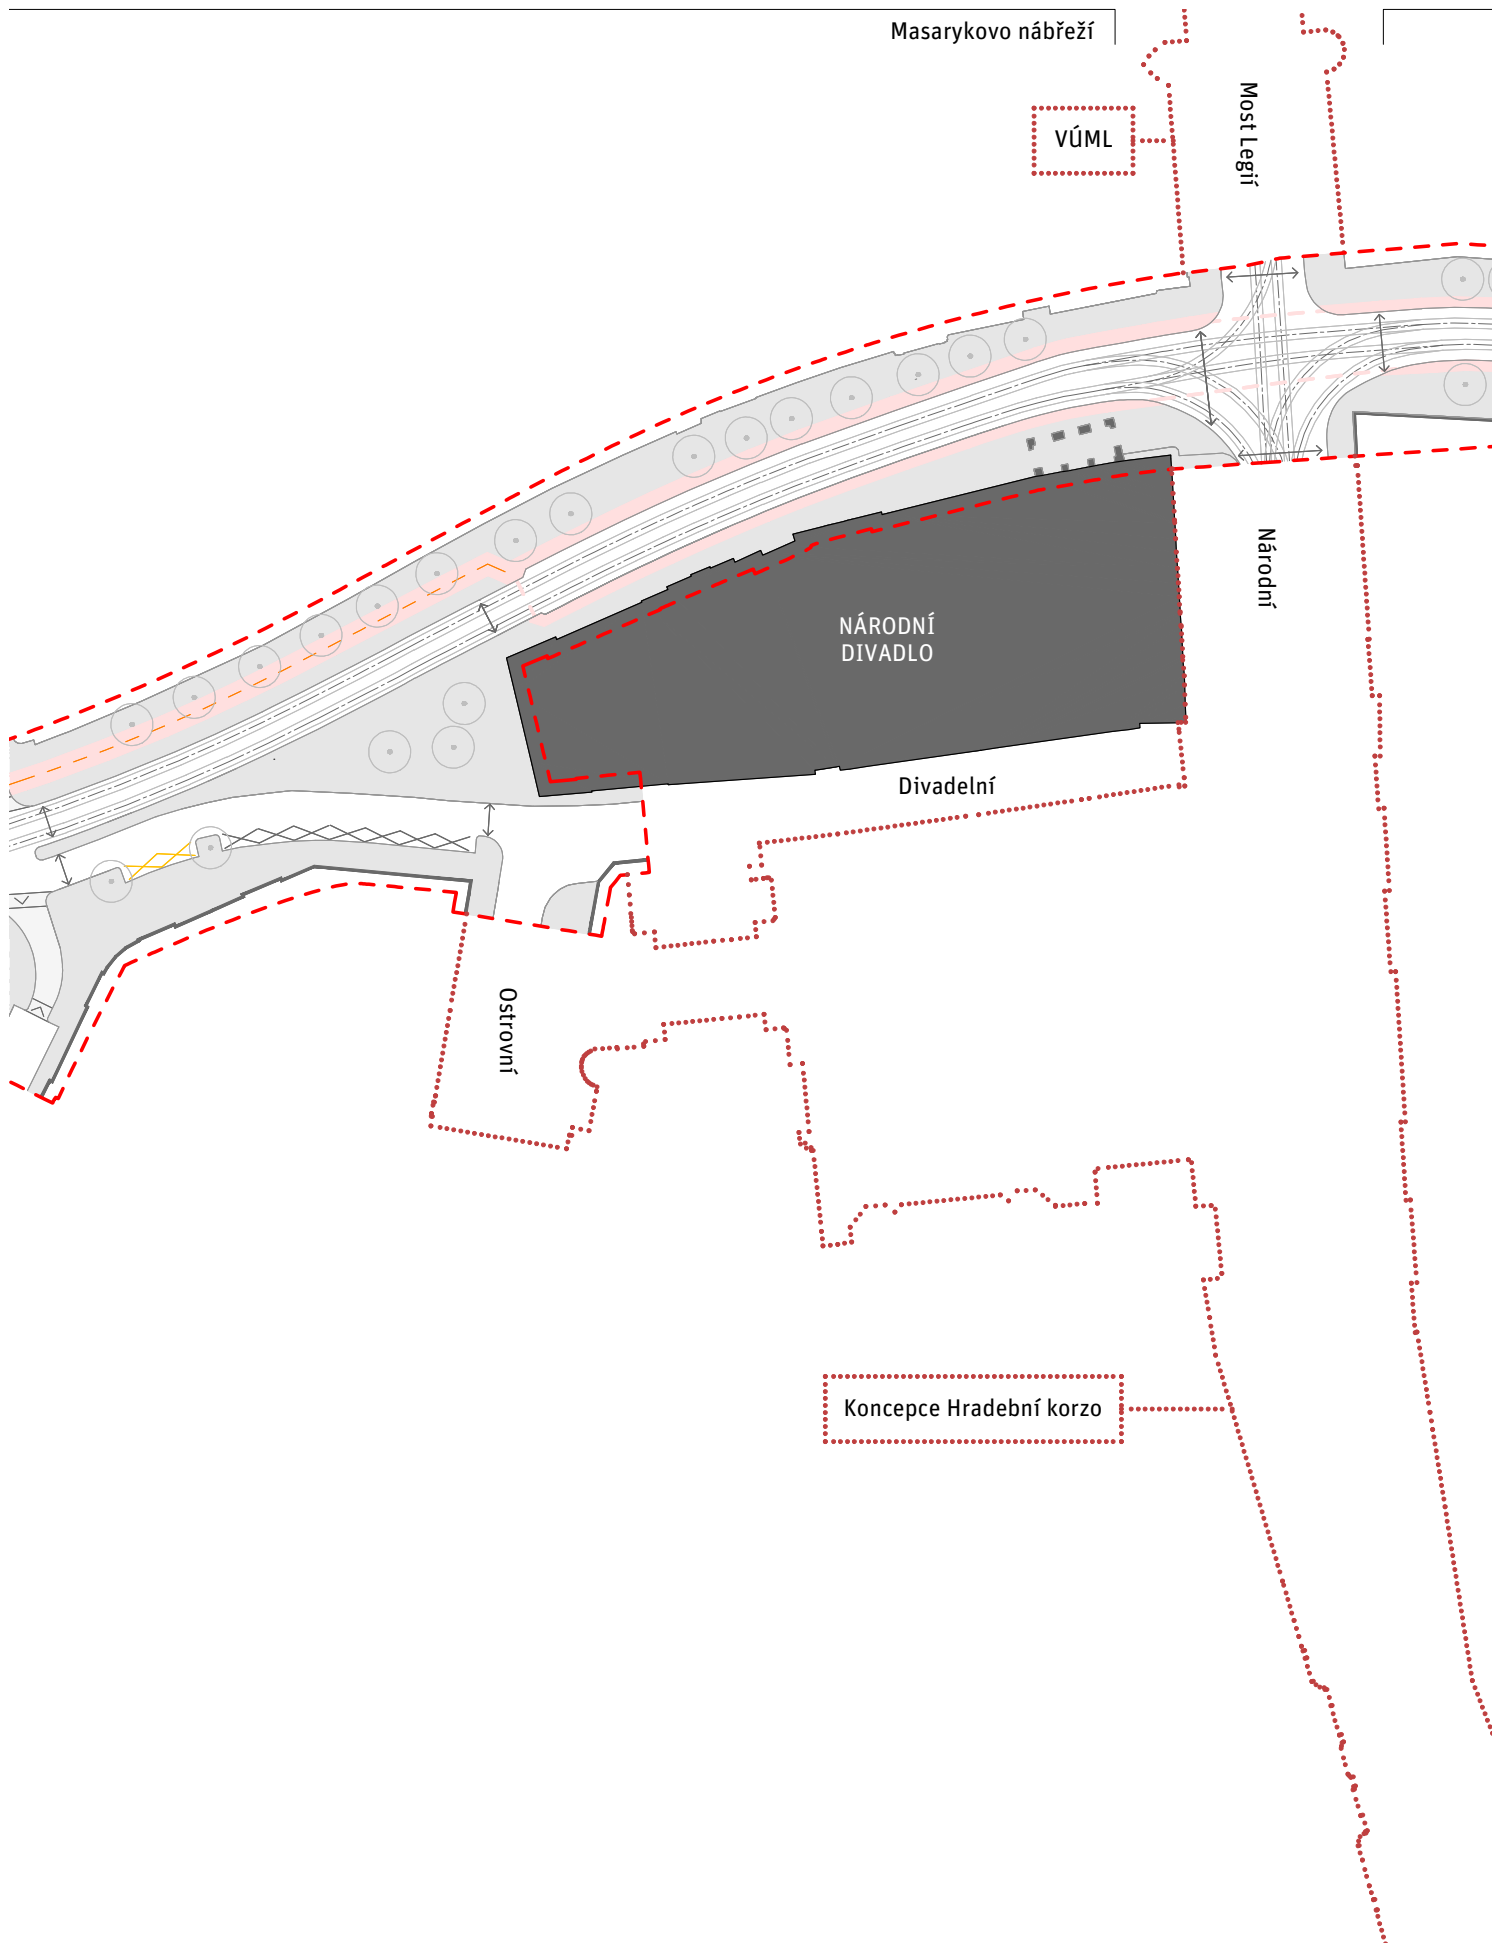 Masarykovo nábřeží
Most Legií
VÚML
Národní
NÁRODNÍ
DIVADLO
Divadelní
Ostrovní
Koncepce Hradební korzo